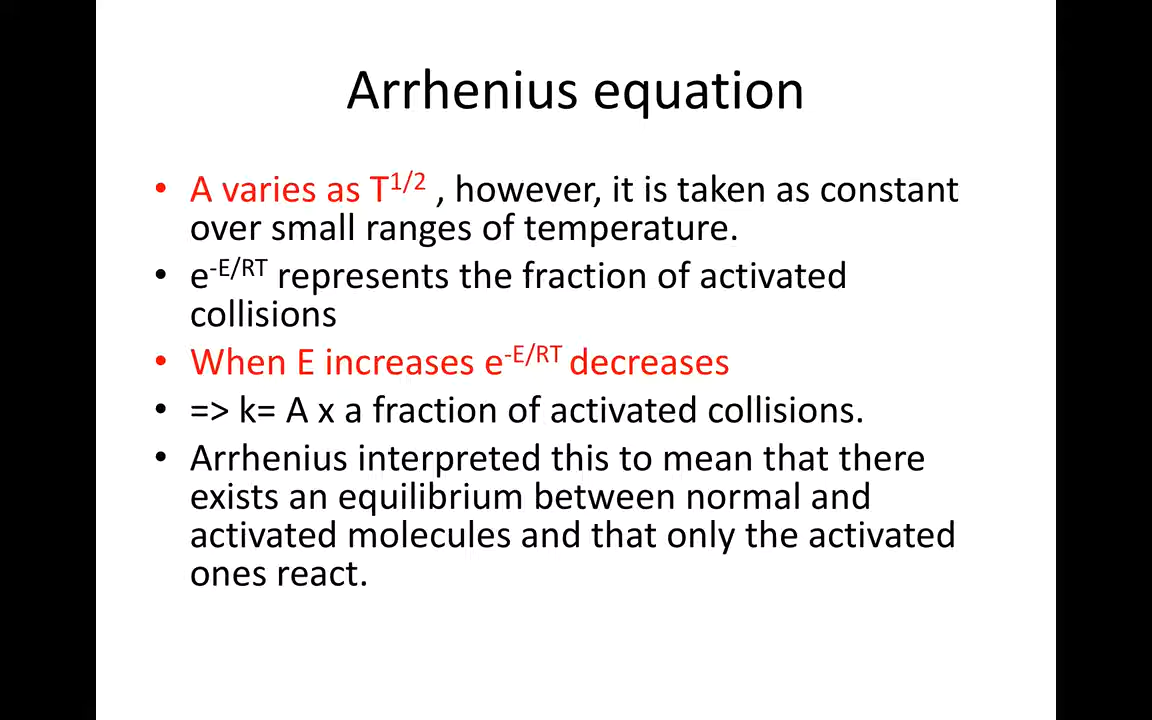 Arrhenius equation
• A varies as T^1/2 , however, it is taken as constant
over small ranges of temperature.
• e^-E/RT represents the fraction of activated
collisions
• When E increases e^-E/RT decreases
• => k= A x a fraction of activated collisions.
• Arrhenius interpreted this to mean that there
exists an equilibrium between normal and
activated molecules and that only the activated
ones react.